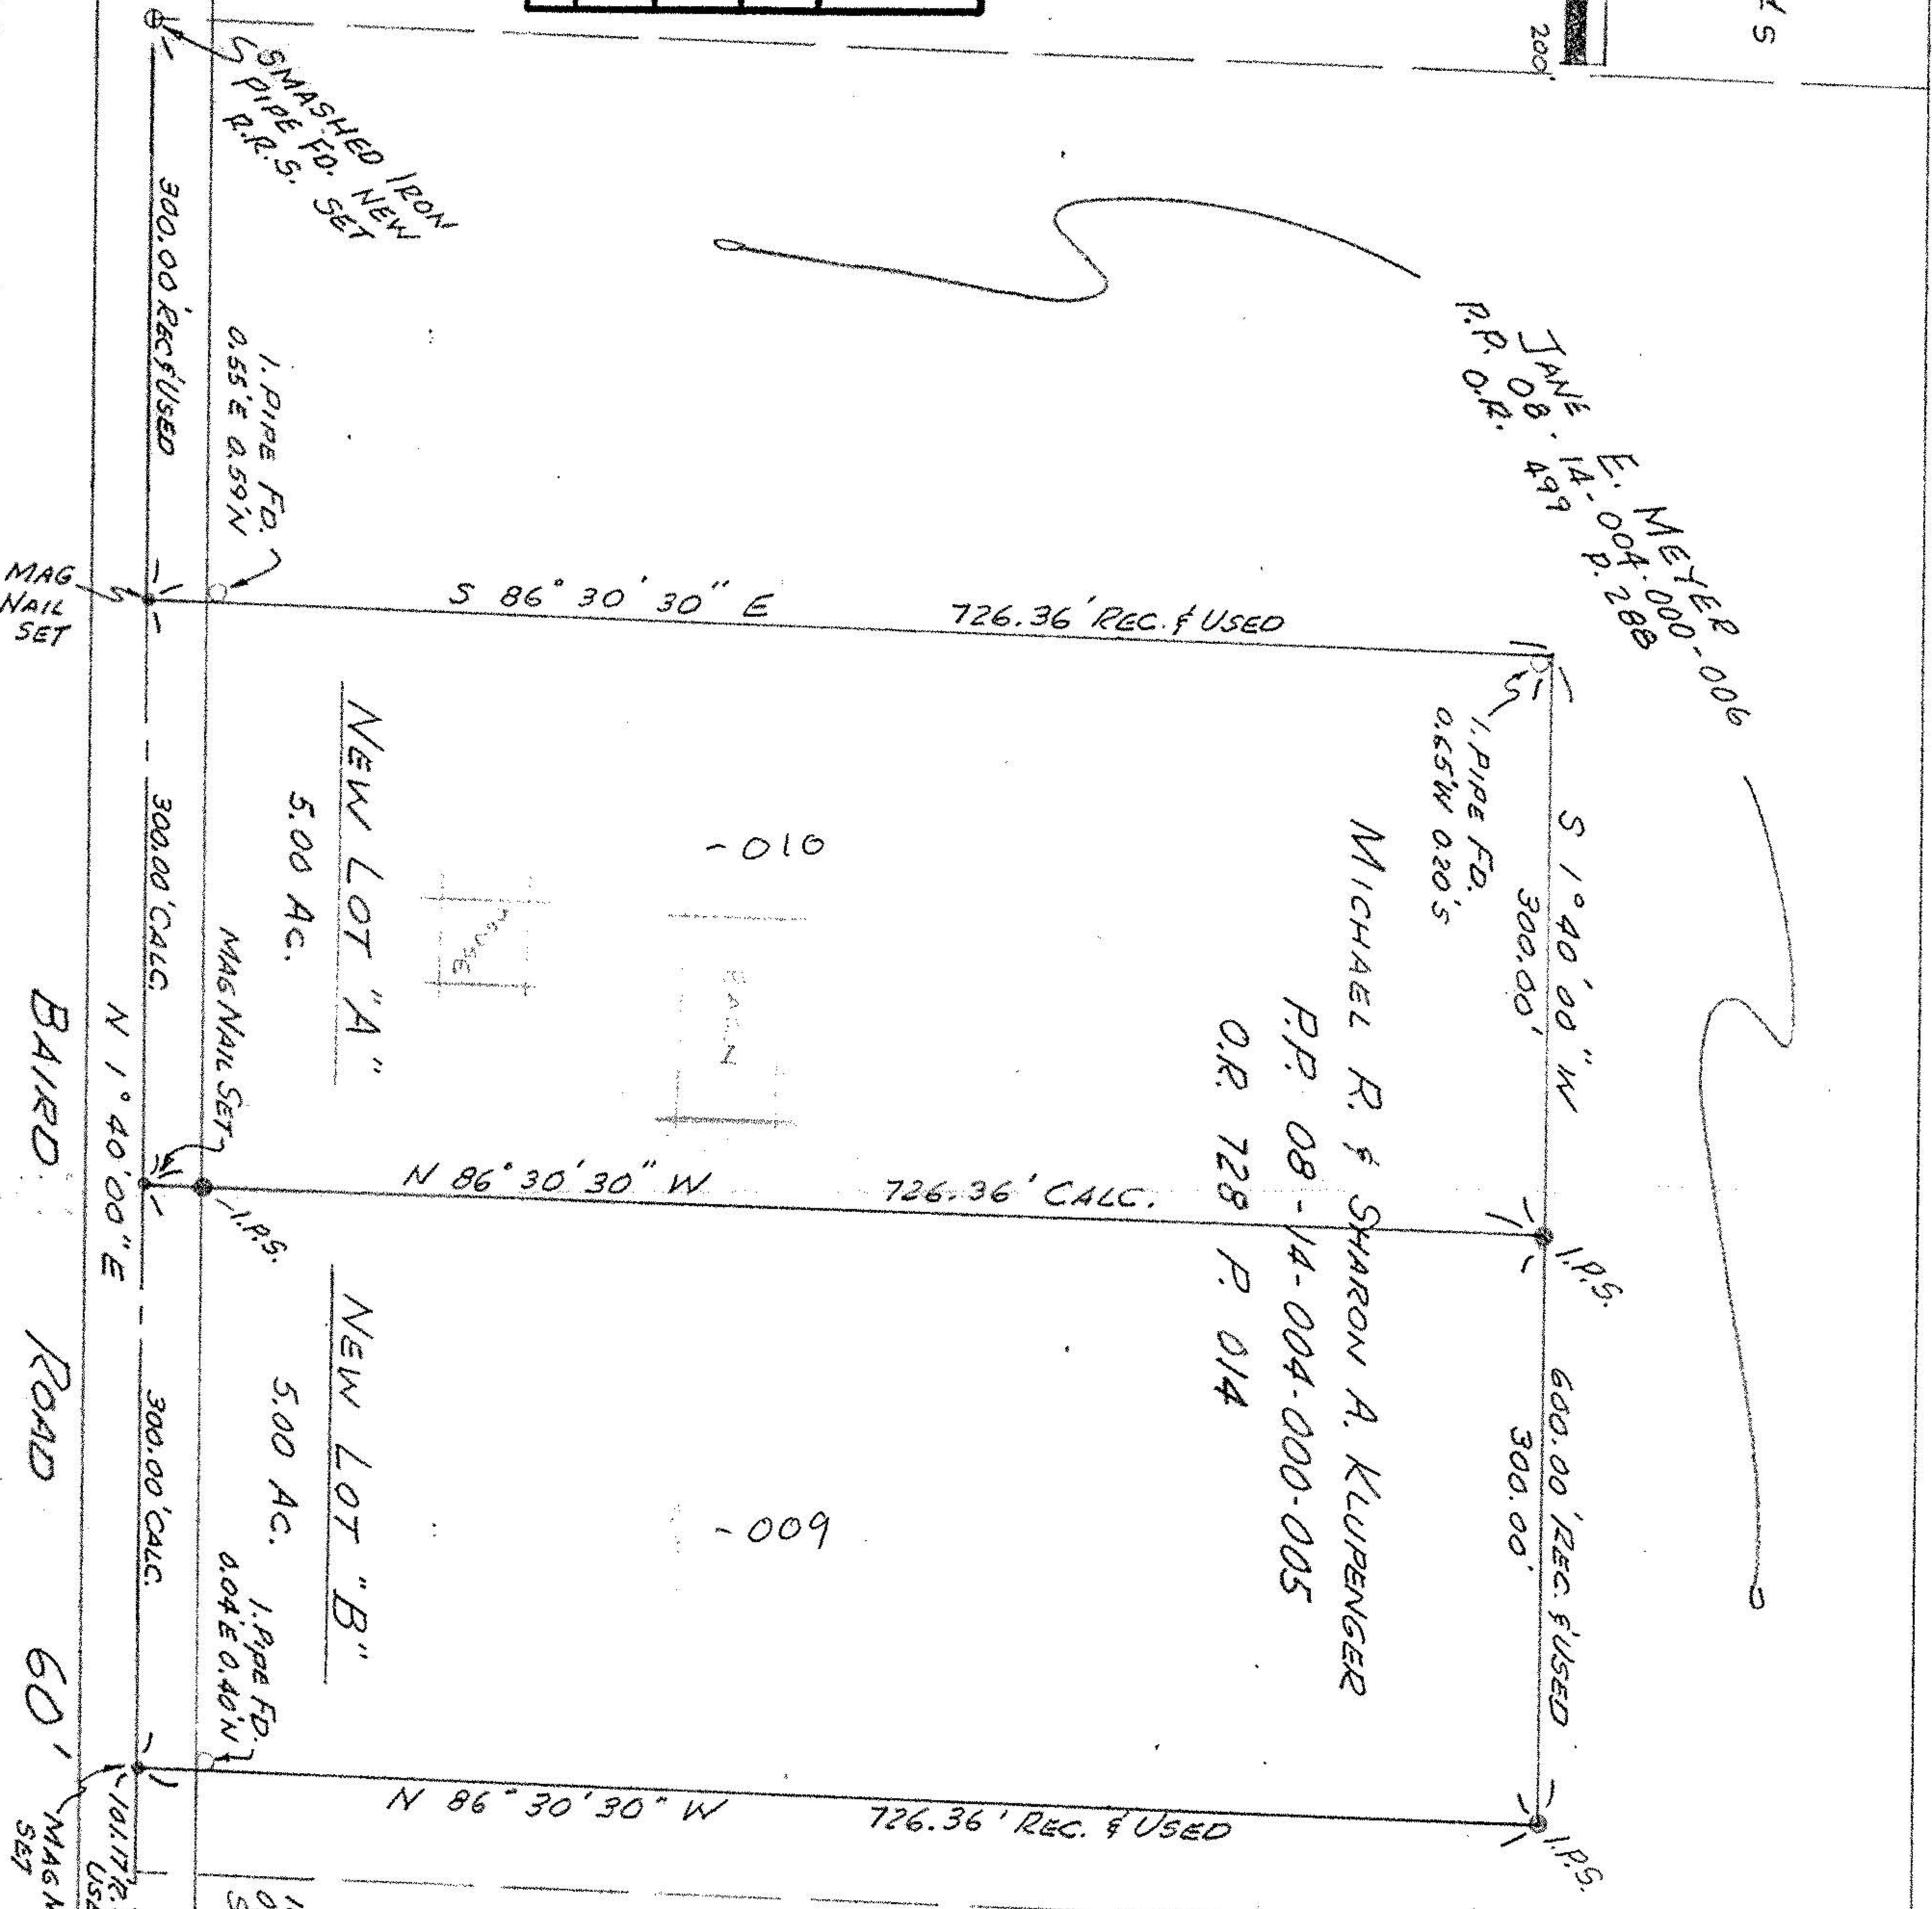 200'
SMASHED IRON
PIPE FD. NEW
R.R.S. SET
300.00' REC & USED
1. PIPE FD.
0.55'E 0.59'N
MAG
NAIL
SET
JANE E. MEYER
P.P. 08-14-004-000-006
O.R. 499 P. 288
S 86° 30' 30" E 726.36' REC. & USED
1. PIPE FD.
0.65'W 0.20'S
S 1° 40' 00" W
300.00'
NEW LOT "A"
5.00 AC.
-010
HOUSE
MICHAEL R. & SHARON A. KLUPENGER
P.P. 08-14-004-000-005
O.R. 728 P. 014
300.00' CALC.
MAG NAIL SET
N 86° 30' 30" W 726.36' CALC.
I.P.S.
I.P.S.
N 1° 40' 00" E
BAIRD ROAD 60'
NEW LOT "B"
5.00 AC.
-009
600.00' REC. & USED
300.00'
300.00' CALC.
1. PIPE FD.
0.04'E 0.40'N
N 86° 30' 30" W 726.36' REC. & USED
I.P.S.
101.17' R.
MAG N
SET